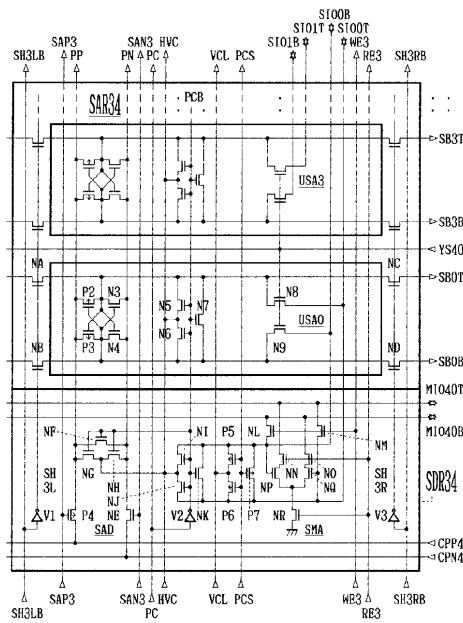 SIO0B
SIO1T SIO0T
SAP3 SAN3 HVC SIO1B WE3
SH3LB PP PN PC VCL PCS RE3 SH3RB
PCB
SAR34
SB3T
USA3
SB3B
YS40
NA NC
SB0T
P2 N3 N5 N7 N8
USA0
P3 N4 N6 N9
NB ND
SB0B
MIO40T
MIO40B
NF NI P5 NL NM
SH 3L NG NH NJ NP NN NO NQ SH 3R
SDR34
V1 P4 NE V2 NK P6 P7 NR V3
SAD SMA
CPP4
CPN4
SH3LB SAP3 SAN3 HVC VCL PCS WE3 SH3RB
PC RE3